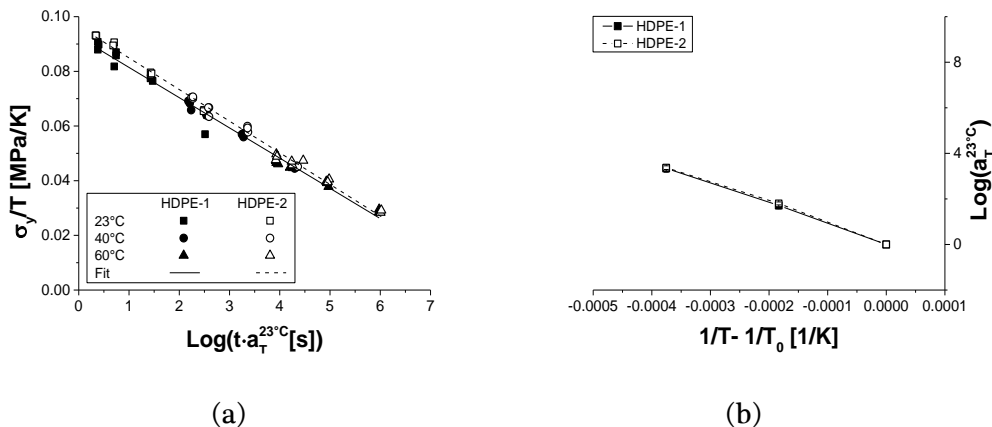 0.10
0.08
0.06
0.04
0.02
0.00
σy/T [MPa/K]
HDPE-1 HDPE-2
23°C
40°C
60°C
Fit
0 1 2 3 4 5 6 7
Log(t·aT23°C[s])
(a)
HDPE-1
HDPE-2
8
4
0
Log(aT23°C)
-0.0005 -0.0004 -0.0003 -0.0002 -0.0001 0.0000 0.0001
1/T- 1/T0 [1/K]
(b)